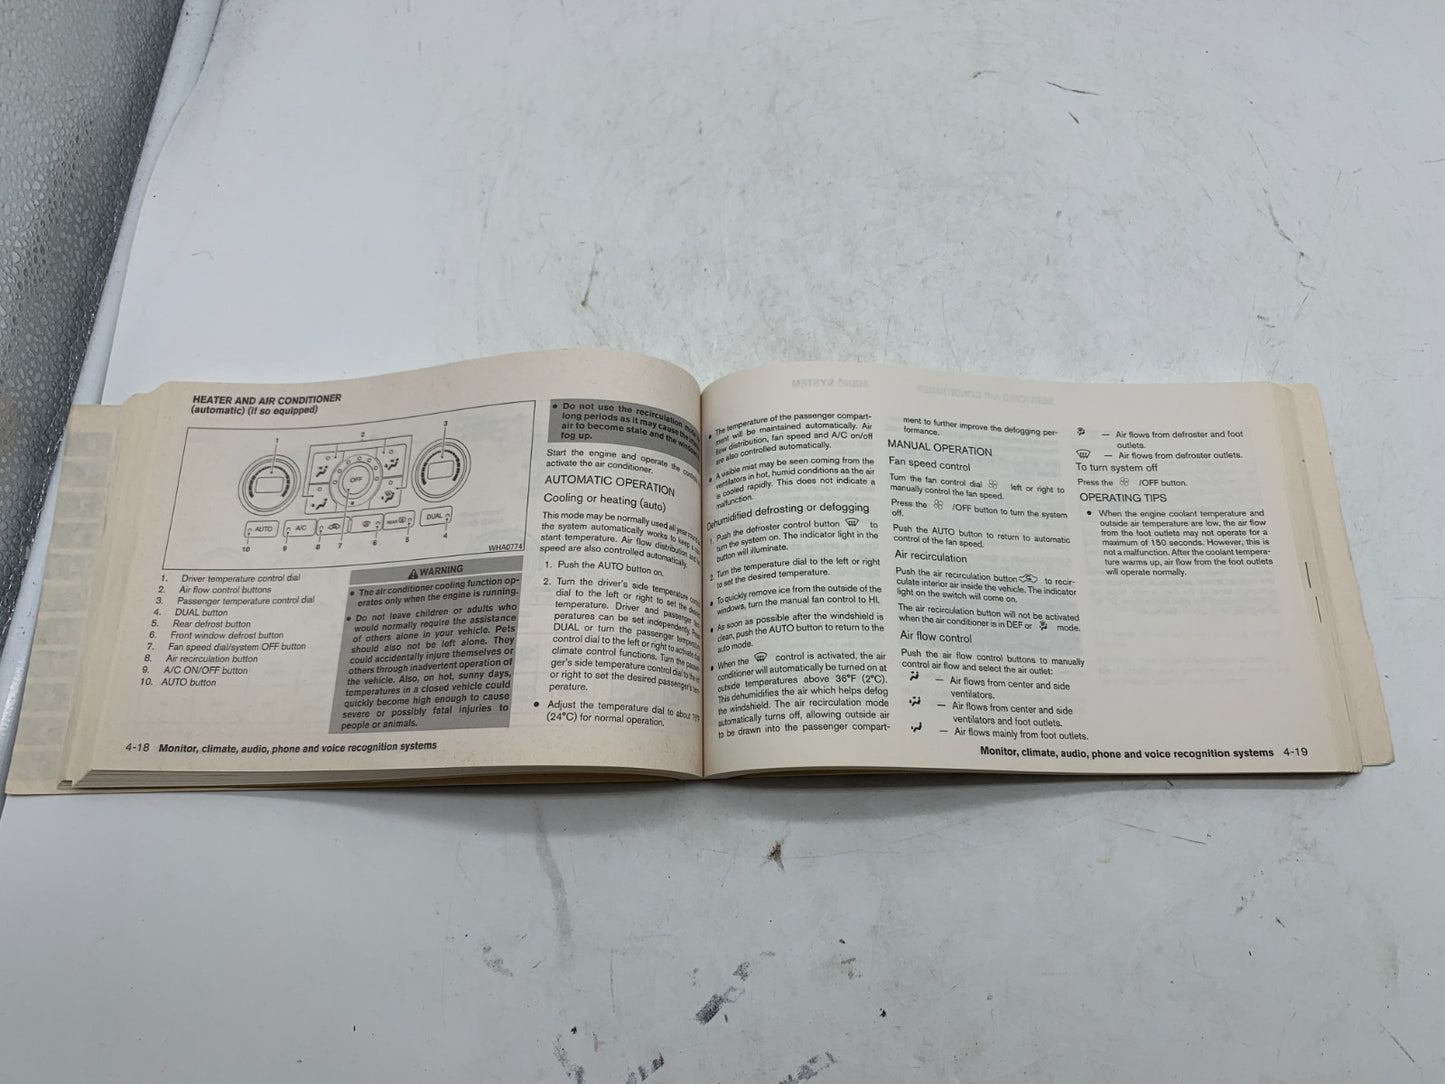 HEATER AND AIR CONDITIONER
(automatic) (if so equipped)
1
2
3
OFF
AUTO
A/C
REAR
DUAL
10
9
8
7
6
5
4
WHA0774
1. Driver temperature control dial
2. Air flow control buttons
3. Passenger temperature control dial
4. DUAL button
5. Rear defrost button
6. Front window defrost button
7. Fan speed dial/system OFF button
8. Air recirculation button
9. A/C ON/OFF button
10. AUTO button
WARNING
● The air conditioner cooling function op-
erates only when the engine is running.
● Do not leave children or adults who
would normally require the assistance
of others alone in your vehicle. Pets
should also not be left alone. They
could accidentally injure themselves or
others through inadvertent operation of
the vehicle. Also, on hot, sunny days,
temperatures in a closed vehicle could
quickly become high enough to cause
severe or possibly fatal injuries to
people or animals.
● Do not use the recirculation
long periods as it may cause the
air to become stale and the windows
fog up.
Start the engine and operate the
activate the air conditioner.
AUTOMATIC OPERATION
Cooling or heating (auto)
This mode may be normally used all year
the system automatically works to keep a
stant temperature. Air flow distribution and
speed are also controlled automatically.
1. Push the AUTO button on.
2. Turn the driver's side temperature
dial to the left or right to set the
temperature. Driver and passenger
peratures can be set independently.
DUAL or turn the passenger temperature
control dial to the left or right to activate
climate control functions. Turn the
ger's side temperature control dial to the left
or right to set the desired passenger's
perature.
● Adjust the temperature dial to about
(24°C) for normal operation.
4-18 Monitor, climate, audio, phone and voice recognition systems
● The temperature of the passenger compart-
ment will be maintained automatically. Air
flow distribution, fan speed and A/C on/off
are also controlled automatically.
● A visible mist may be seen coming from the
ventilators in hot, humid conditions as the air
is cooled rapidly. This does not indicate a
malfunction.
Dehumidified defrosting or defogging
1. Push the defroster control button to
turn the system on. The indicator light in the
button will illuminate.
2. Turn the temperature dial to the left or right
to set the desired temperature.
● To quickly remove ice from the outside of the
windows, turn the manual fan control to HI.
● As soon as possible after the windshield is
clean, push the AUTO button to return to the
auto mode.
● When the control is activated, the air
conditioner will automatically be turned on at
outside temperatures above 36°F (2°C).
This dehumidifies the air which helps defog
the windshield. The air recirculation mode
automatically turns off, allowing outside air
to be drawn into the passenger compart-
ment to further improve the defogging per-
formance.
MANUAL OPERATION
Fan speed control
Turn the fan control dial left or right to
manually control the fan speed.
Press the /OFF button to turn the system
off.
Push the AUTO button to return to automatic
control of the fan speed.
Air recirculation
Push the air recirculation button to recir-
culate interior air inside the vehicle. The indicator
light on the switch will come on.
The air recirculation button will not be activated
when the air conditioner is in DEF or mode.
Air flow control
Push the air flow control buttons to manually
control air flow and select the air outlet:
— Air flows from center and side
ventilators.
— Air flows from center and side
ventilators and foot outlets.
— Air flows mainly from foot outlets.
— Air flows from defroster and foot
outlets.
— Air flows from defroster outlets.
To turn system off
Press the /OFF button.
OPERATING TIPS
● When the engine coolant temperature and
outside air temperature are low, the air flow
from the foot outlets may not operate for a
maximum of 150 seconds. However, this is
not a malfunction. After the coolant tempera-
ture warms up, air flow from the foot outlets
will operate normally.
Monitor, climate, audio, phone and voice recognition systems 4-19